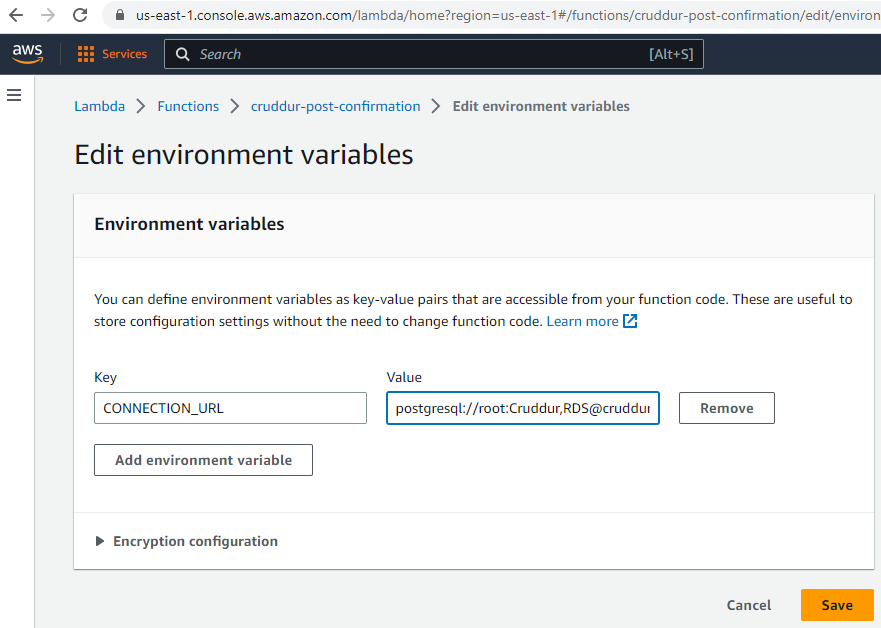 us-east-1.console.aws.amazon.com/lambda/home?region=us-east-1#/functions/cruddur-post-confirmation/edit/environ
aws Services Search [Alt+S]
Lambda Functions cruddur-post-confirmation Edit environment variables
Edit environment variables
Environment variables
You can define environment variables as key-value pairs that are accessible from your function code. These are useful to
store configuration settings without the need to change function code. Learn more
Key Value
CONNECTION_URL postgresql://root:Cruddur,RDS@cruddur Remove
Add environment variable
Encryption configuration
Cancel Save